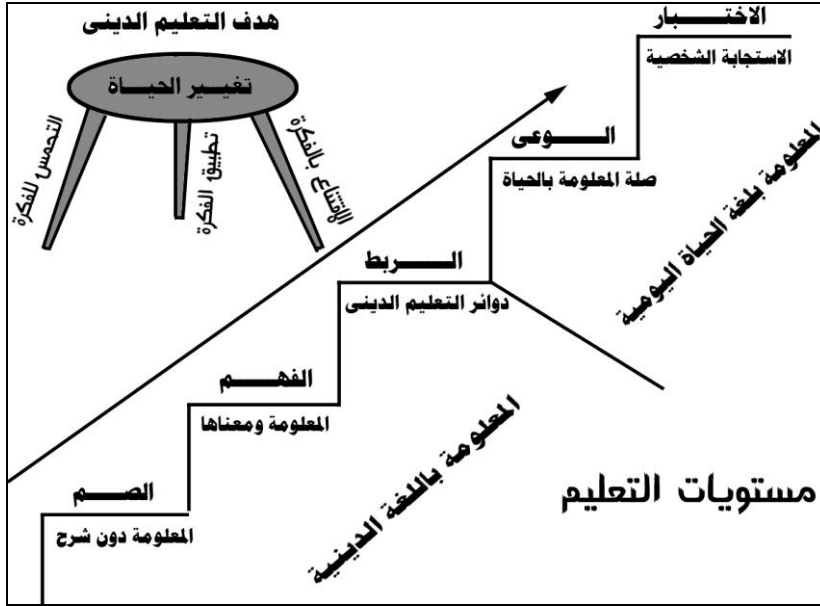 هدف التعليم الدينى
تغيير الحياة
التحمس للفكرة
تطبيق الفكرة
الإقتناع بالفكرة
الاختبار
الاستجابة الشخصية
الوعى
صلة المعلومة بالحياة
الربط
دوائر التعليم الدينى
الفهم
المعلومة ومعناها
الصم
المعلومة دون شرح
المعلومة بلغة الحياة اليومية
المعلومة باللغة الدينية
مستويات التعليم